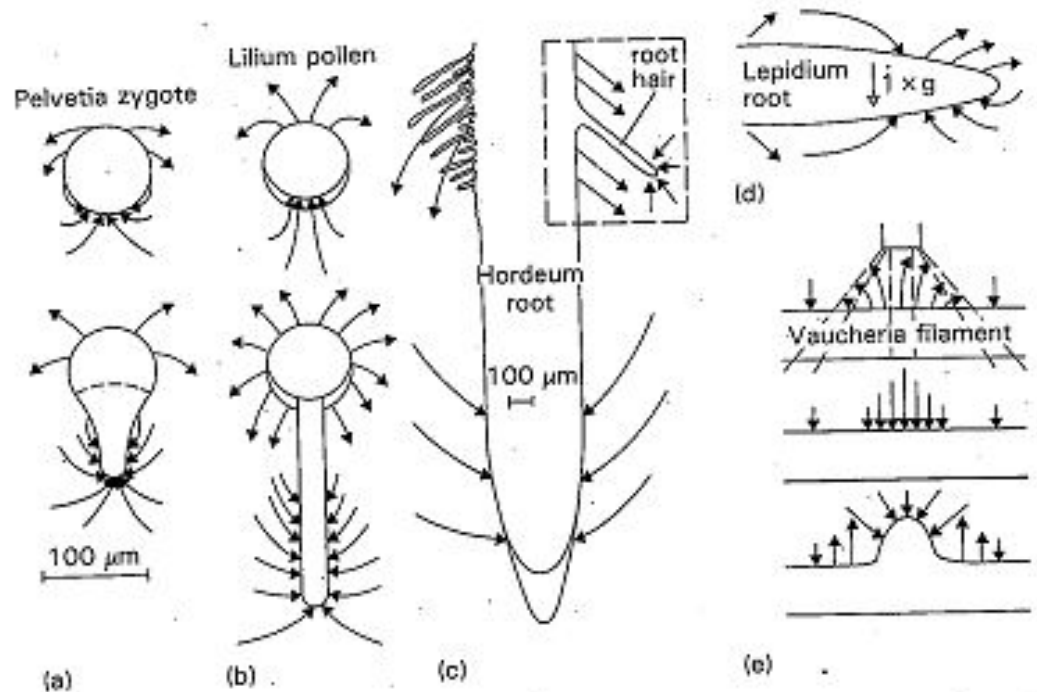 Pelvetia zygote
100 μm
(a)
Lilium pollen
(b)
root
hair
Hordeum
root
100 μm
(c)
Lepidium
root
j × g
(d)
Vaucheria filament
(e)